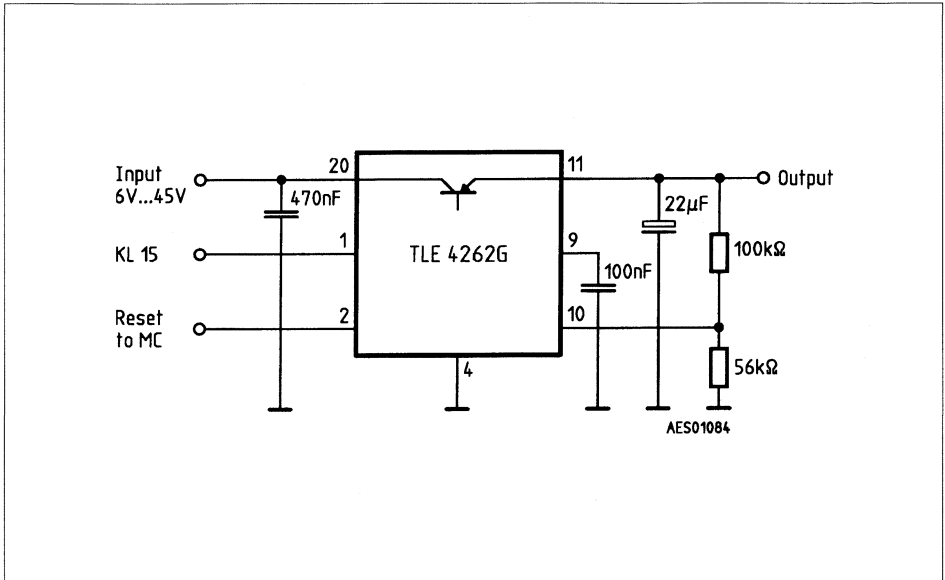 Input
6V...45V
20
11
Output
470nF
22µF
KL 15
1
TLE 4262G
9
100nF
100kΩ
Reset
to MC
2
10
4
56kΩ
AES01084